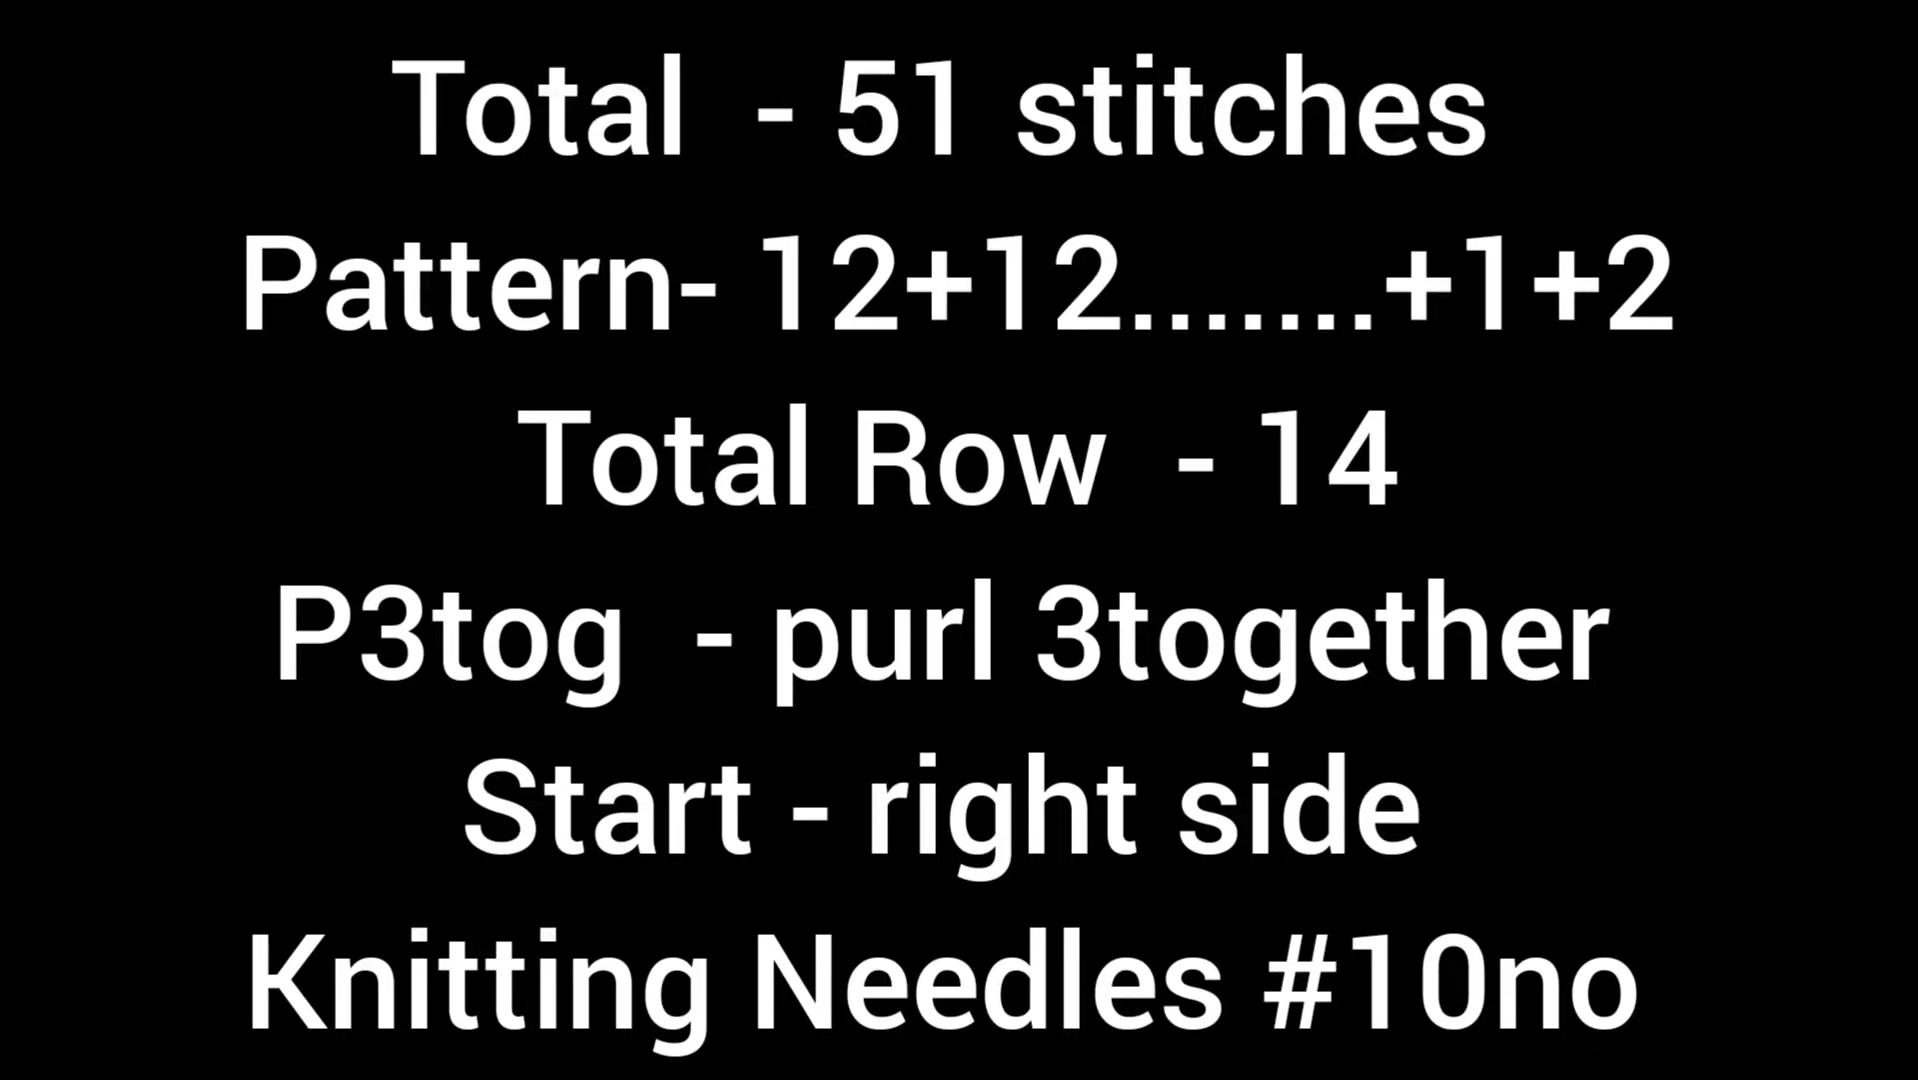 Total - 51 stitches
Pattern- 12+12.......+1+2
Total Row - 14
P3tog - purl 3together
Start - right side
Knitting Needles #10no